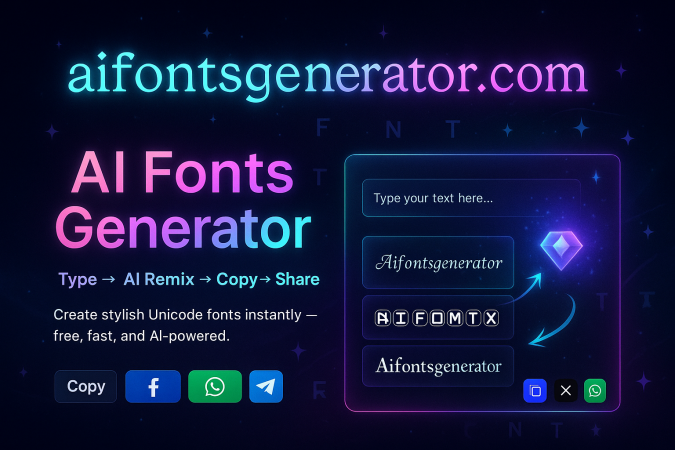 aifontsgenerator.com
AI Fonts
Generator
Type → AI Remix → Copy → Share
Create stylish Unicode fonts instantly —
free, fast, and AI-powered.
Copy
Type your text here...
Aifontsgenerator
AIFOMTX
Aifontsgenerator